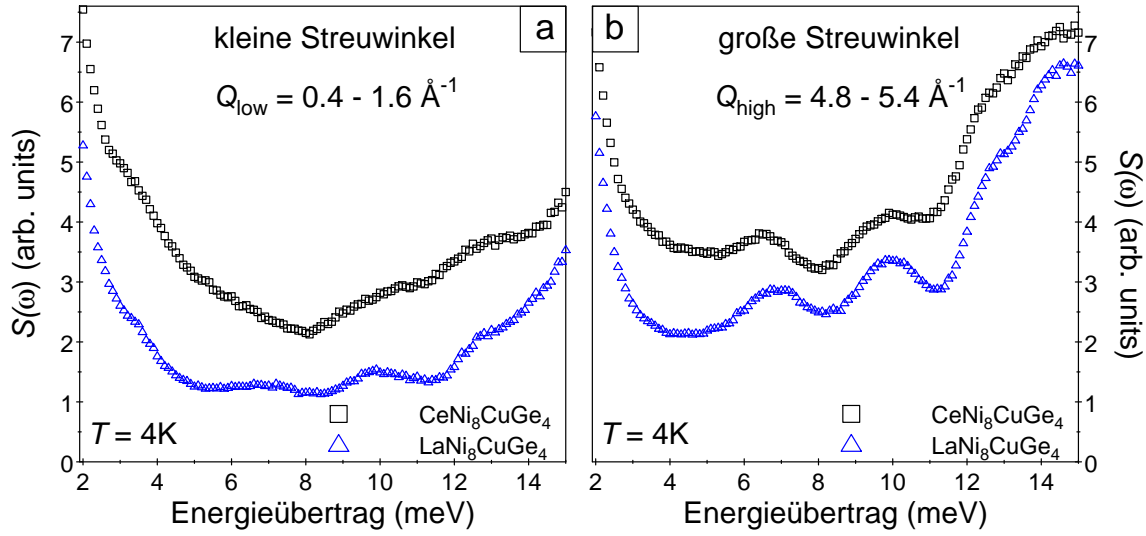 kleine Streuwinkel
a
Q_low = 0.4 - 1.6 Å^-1
S(ω) (arb. units)
7
6
5
4
3
2
1
0
T = 4K
CeNi₈CuGe₄
LaNi₈CuGe₄
2 4 6 8 10 12 14
Energieübertrag (meV)
b
große Streuwinkel
Q_high = 4.8 - 5.4 Å^-1
T = 4K
CeNi₈CuGe₄
LaNi₈CuGe₄
7
6
5
4
3
2
1
0
S(ω) (arb. units)
2 4 6 8 10 12 14
Energieübertrag (meV)